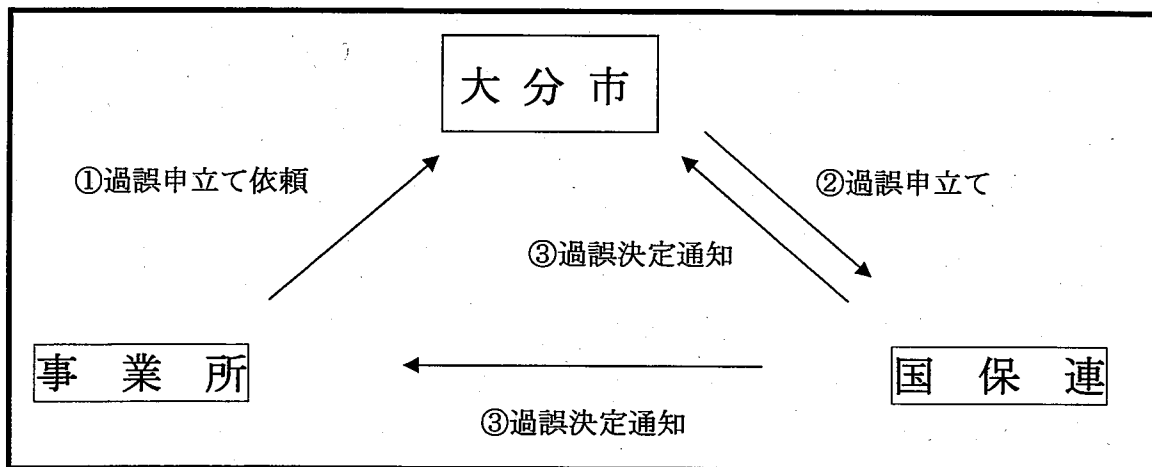 大分市
①過誤申立て依頼
②過誤申立て
③過誤決定通知
事業所
国保連
③過誤決定通知